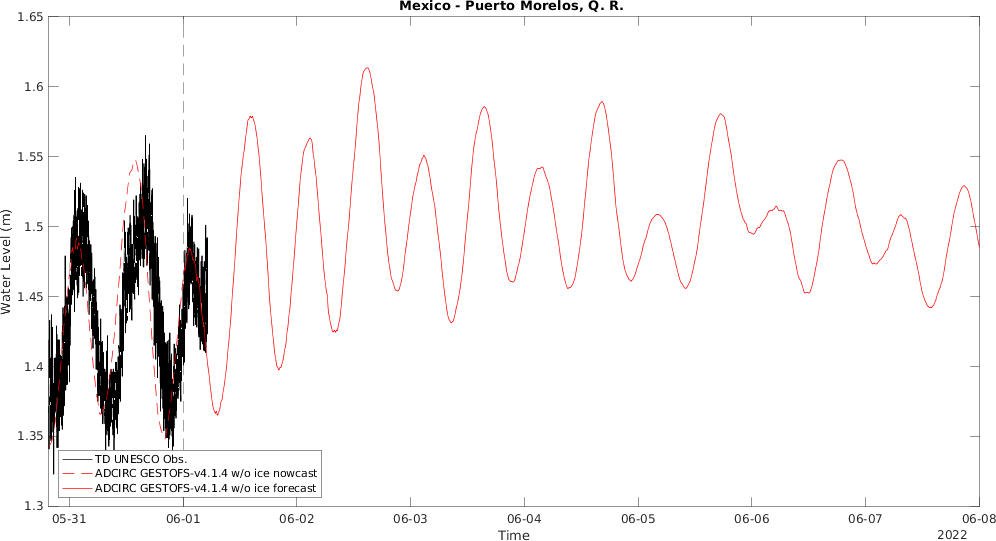 Mexico - Puerto Morelos, Q. R.
1.65
1.6
1.55
1.5
1.45
1.4
1.35
1.3
Water Level (m)
TD UNESCO Obs.
ADCIRC GESTOFS-v4.1.4 w/o ice nowcast
ADCIRC GESTOFS-v4.1.4 w/o ice forecast
05-31 06-01 06-02 06-03 06-04 06-05 06-06 06-07 06-08
Time
2022